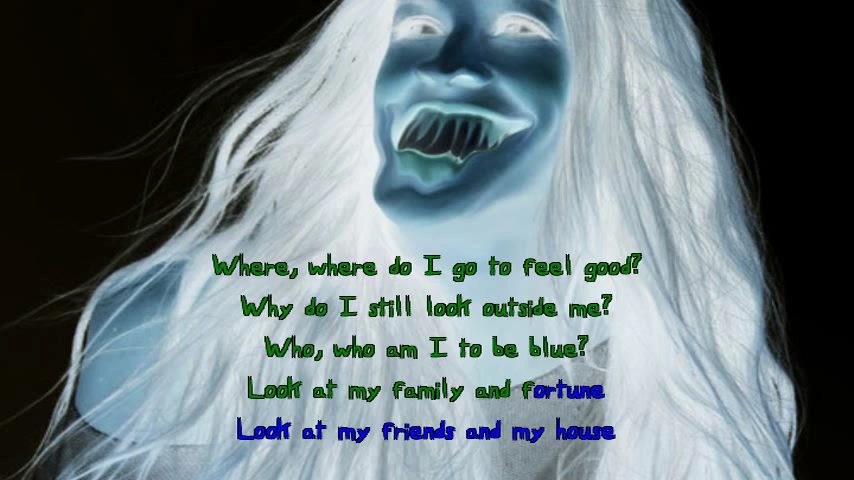 Where, where do I go to feel good?
Why do I still look outside me?
Who, who am I to be blue?
Look at my family and fortune
Look at my friends and my house